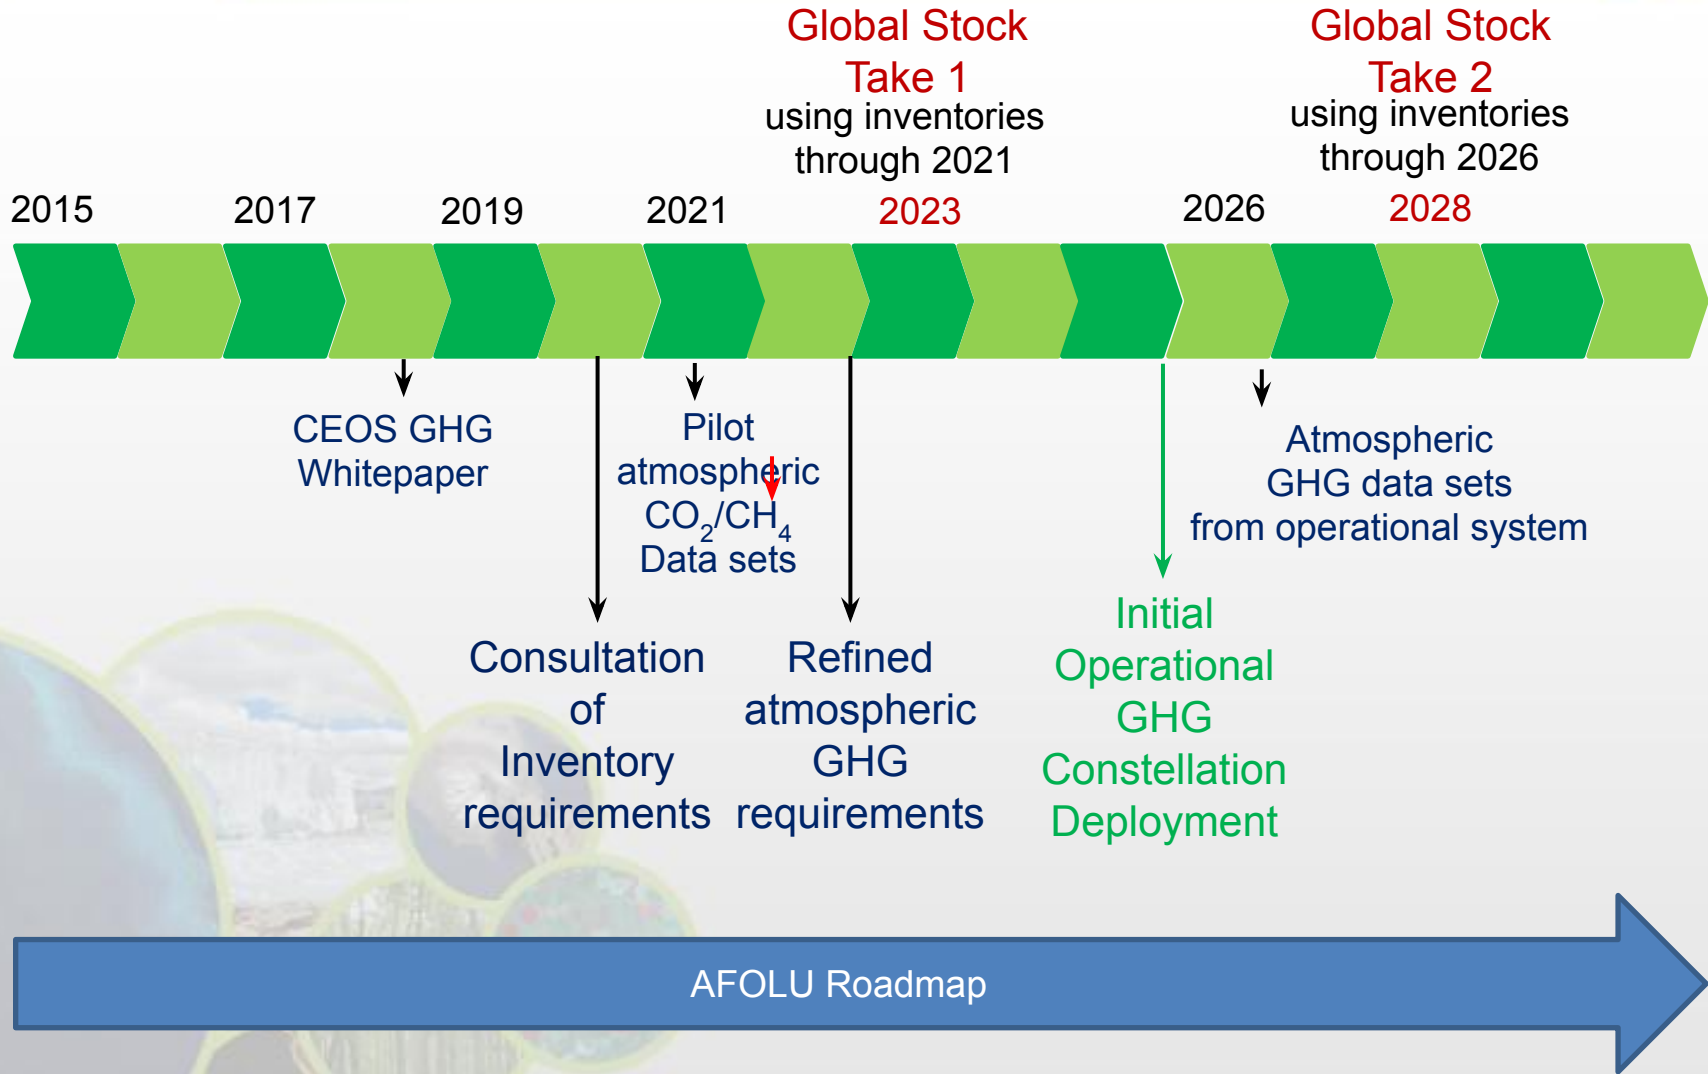 Global Stock
Take 1
using inventories
through 2021
Global Stock
Take 2
using inventories
through 2026
2015
2017
2019
2021
2023
2026
2028
CEOS GHG
Whitepaper
Pilot
atmospheric
CO₂/CH₄
Data sets
Atmospheric
GHG data sets
from operational system
Consultation
of
Inventory
requirements
Refined
atmospheric
GHG
requirements
Initial
Operational
GHG
Constellation
Deployment
AFOLU Roadmap